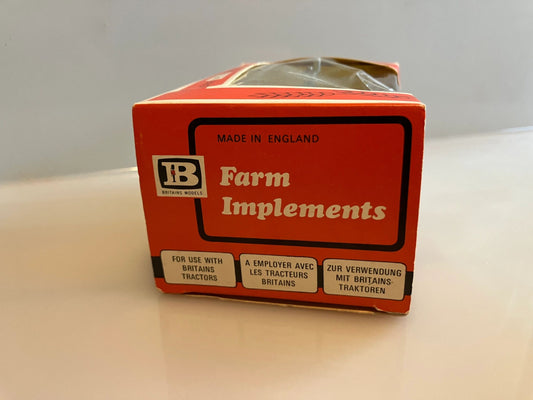 MADE IN ENGLAND
B
BRITAINS MODELS
Farm
Implements
FOR USE WITH
BRITAINS
TRACTORS
A EMPLOYER AVEC
LES TRACTEURS
BRITAINS
ZUR VERWENDUNG
MIT BRITAINS-
TRAKTOREN